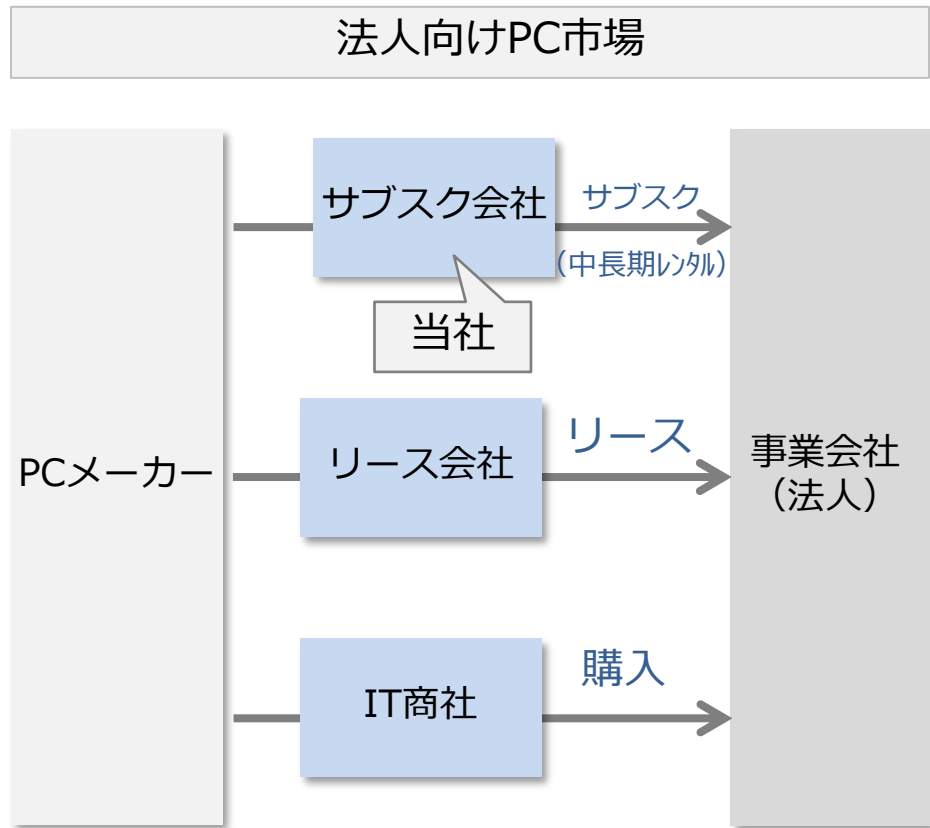 法人向けPC市場
サブスク会社
サブスク
（中長期ﾚﾝﾀﾙ）
当社
PCメーカー
リース会社
リース
事業会社
（法人）
IT商社
購入